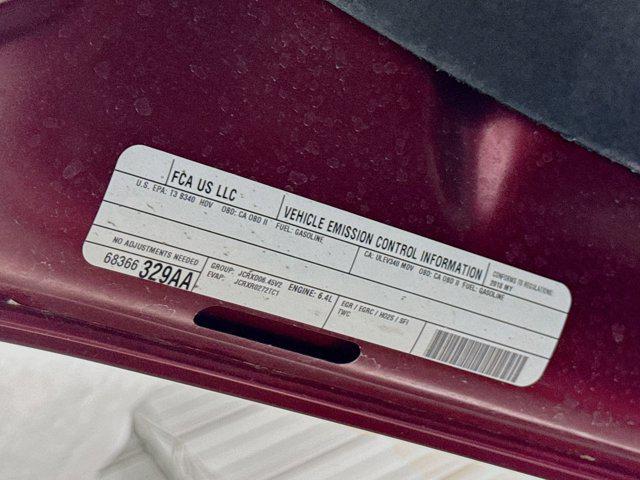 FCA US LLC
VEHICLE EMISSION CONTROL INFORMATION
CONFORMS TO REGULATIONS:
2018 MY
U.S. EPA: T3 B340 HDV OBD: CA OBD II FUEL: GASOLINE
CA: ULEV340 MDV OBD: CA OBD II FUEL: GASOLINE
NO ADJUSTMENTS NEEDED
68366 329AA
GROUP: JCRXD06.45V2 ENGINE: 6.4L
EVAP: JCRXR0272TC1
EGR / EGRC / HO2S / SFI
TWC